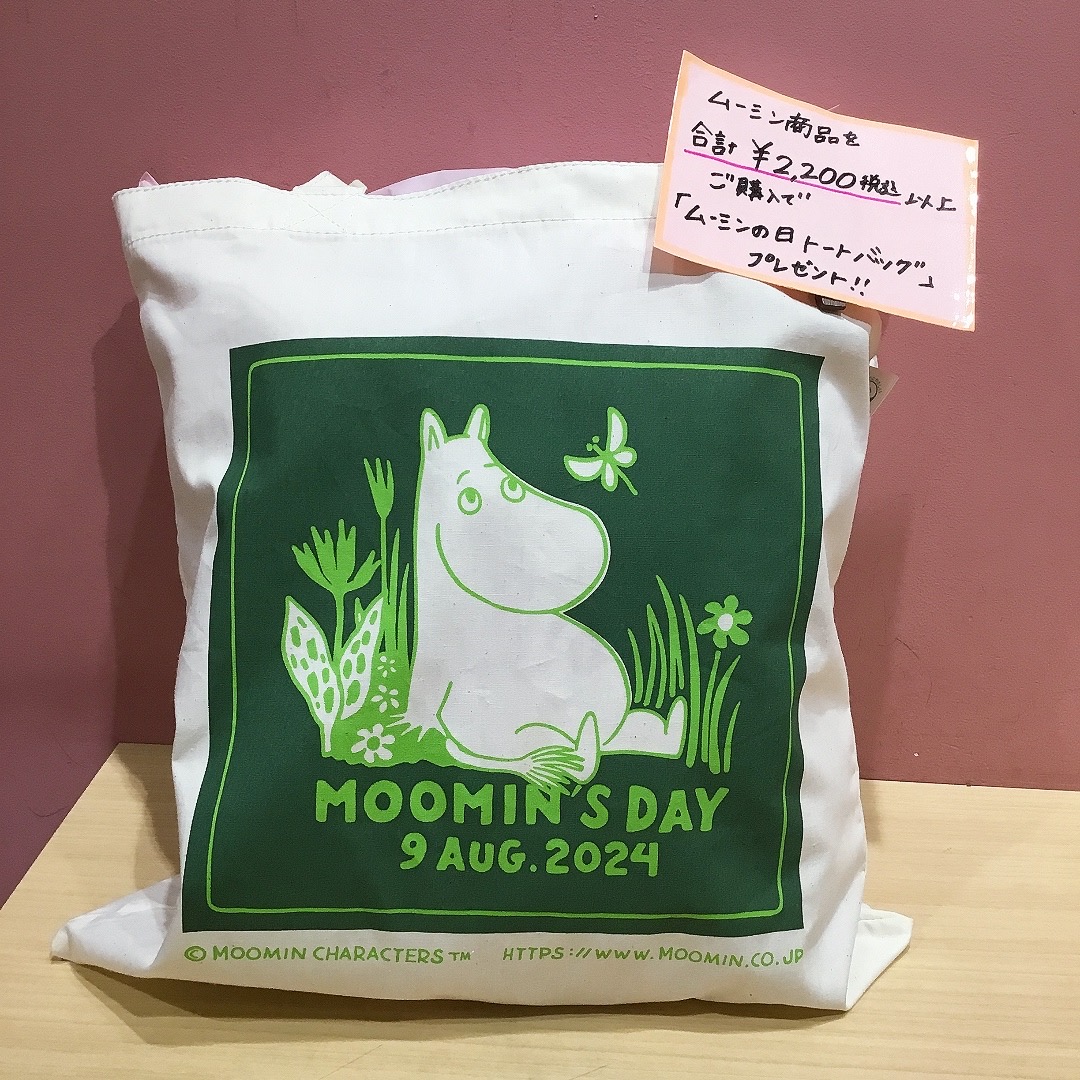 ムーミン商品を
合計 ¥2,200税込以上
ご購入で
「ムーミンの日 トートバッグ」
プレゼント!!
MOOMIN'S DAY
9 AUG. 2024
© MOOMIN CHARACTERS™ HTTPS://WWW.MOOMIN.CO.JP